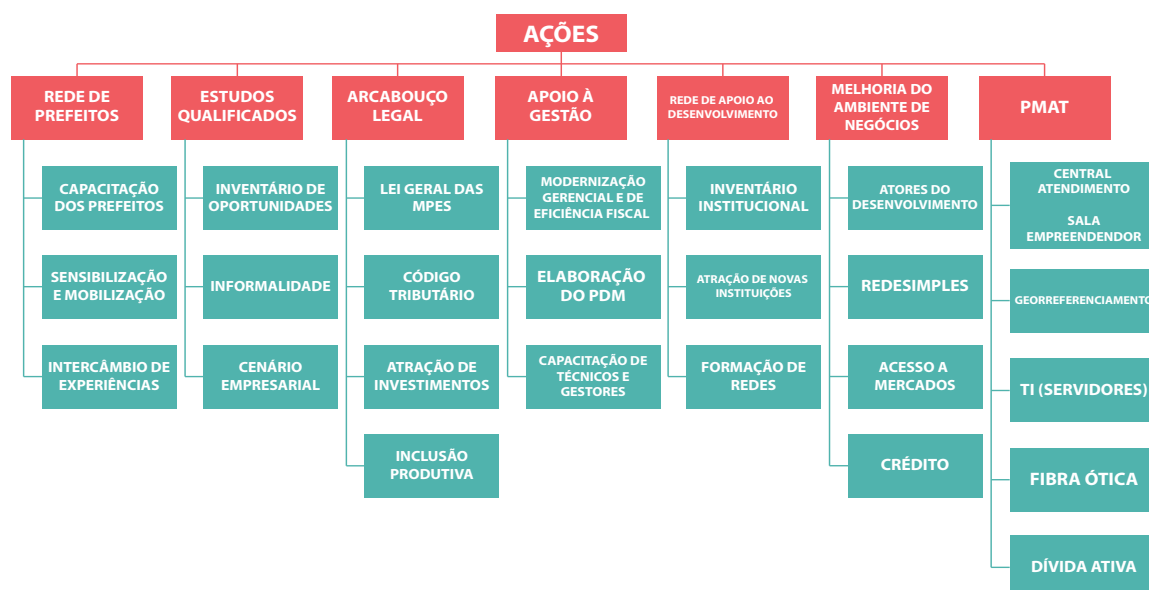 AÇÕES
REDE DE
PREFEITOS
CAPACITAÇÃO
DOS PREFEITOS
SENSIBILIZAÇÃO
E MOBILIZAÇÃO
INTERCÂMBIO DE
EXPERIÊNCIAS
ESTUDOS
QUALIFICADOS
INVENTÁRIO DE
OPORTUNIDADES
INFORMALIDADE
CENÁRIO
EMPRESARIAL
ARCABOUÇO
LEGAL
LEI GERAL DAS
MPES
CÓDIGO
TRIBUTÁRIO
ATRAÇÃO DE
INVESTIMENTOS
INCLUSÃO
PRODUTIVA
APOIO À
GESTÃO
MODERNIZAÇÃO
GERENCIAL E DE
EFICIÊNCIA FISCAL
ELABORAÇÃO
DO PDM
CAPACITAÇÃO DE
TÉCNICOS E
GESTORES
REDE DE APOIO AO
DESENVOLVIMENTO
INVENTÁRIO
INSTITUCIONAL
ATRAÇÃO DE NOVAS
INSTITUIÇÕES
FORMAÇÃO DE
REDES
MELHORIA DO
AMBIENTE DE
NEGÓCIOS
ATORES DO
DESENVOLVIMENTO
REDESIMPLES
ACESSO A
MERCADOS
CRÉDITO
PMAT
CENTRAL
ATENDIMENTO
SALA
EMPREENDENDOR
GEORREFERENCIAMENTO
TI (SERVIDORES)
FIBRA ÓTICA
DÍVIDA ATIVA